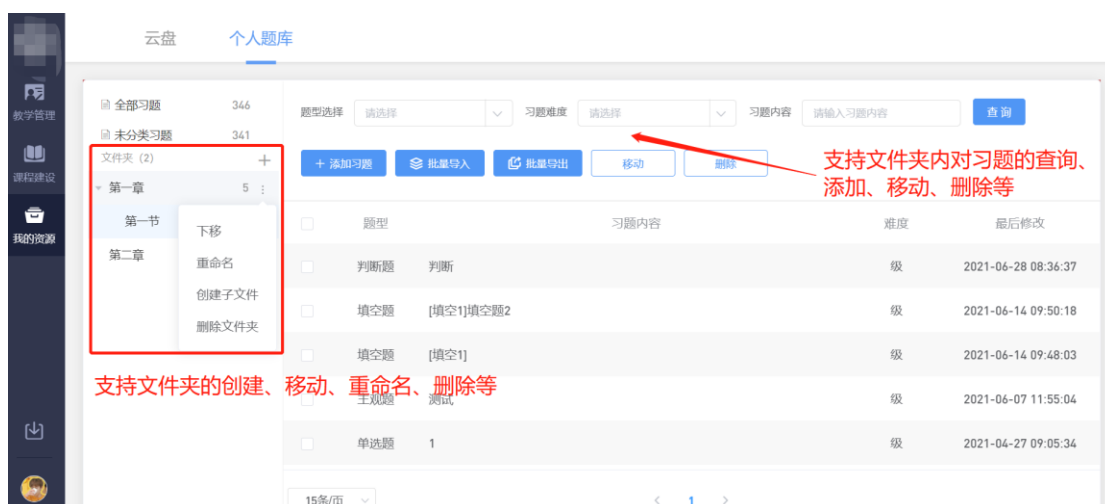 云盘 个人题库
教学管理
课程建设
我的资源
全部习题 346
未分类习题 341
文件夹 (2) +
第一章 5
第一节
第二章
下移
重命名
创建子文件
删除文件夹
题型选择 请选择 习题难度 请选择 习题内容 请输入习题内容 查询
+ 添加习题 批量导入 批量导出 移动 删除
支持文件夹内对习题的查询、
添加、移动、删除等
题型 习题内容 难度 最后修改
判断题 判断 级 2021-06-28 08:36:37
填空题 [填空1]填空题2 级 2021-06-14 09:50:18
填空题 [填空1] 级 2021-06-14 09:48:03
支持文件夹的创建、移动、重命名、删除等
主观题 测试 级 2021-06-07 11:55:04
单选题 1 级 2021-04-27 09:05:34
15条/页 < 1 >